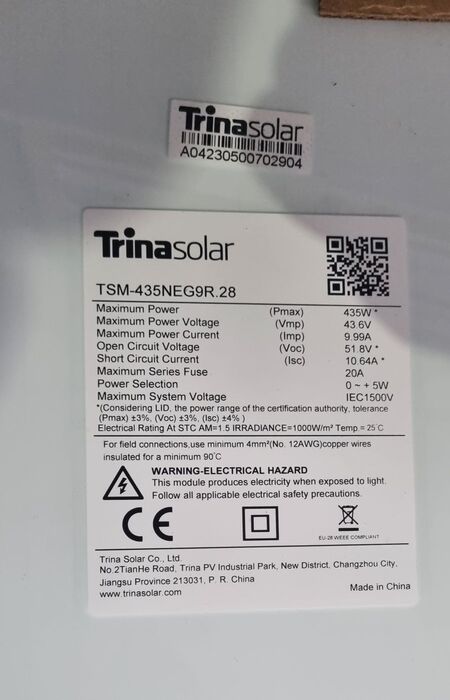 Trinasolar
A04230500702904
Trinasolar
TSM-435NEG9R.28
Maximum Power (Pmax) 435W *
Maximum Power Voltage (Vmp) 43.6V
Maximum Power Current (Imp) 9.99A
Open Circuit Voltage (Voc) 51.8V *
Short Circuit Current (Isc) 10.64A *
Maximum Series Fuse 20A
Power Selection 0 ~ + 5W
Maximum System Voltage IEC1500V
*(Considering LID, the power range of the certification authority, tolerance
(Pmax) ±3%, (Voc) ±3%, (Isc) ±4% )
Electrical Rating At STC AM=1.5 IRRADIANCE=1000W/m² Temp = 25℃
For field connections,use minimum 4mm²(No. 12AWG)copper wires
insulated for a minimum 90℃
WARNING-ELECTRICAL HAZARD
This module produces electricity when exposed to light.
Follow all applicable electrical safety precautions.
CE
EU-28 WEEE COMPLIANT
Trina Solar Co., Ltd.
No.2TianHe Road, Trina PV Industrial Park, New District, Changzhou City,
Jiangsu Province 213031, P. R. China
www.trinasolar.com Made in China